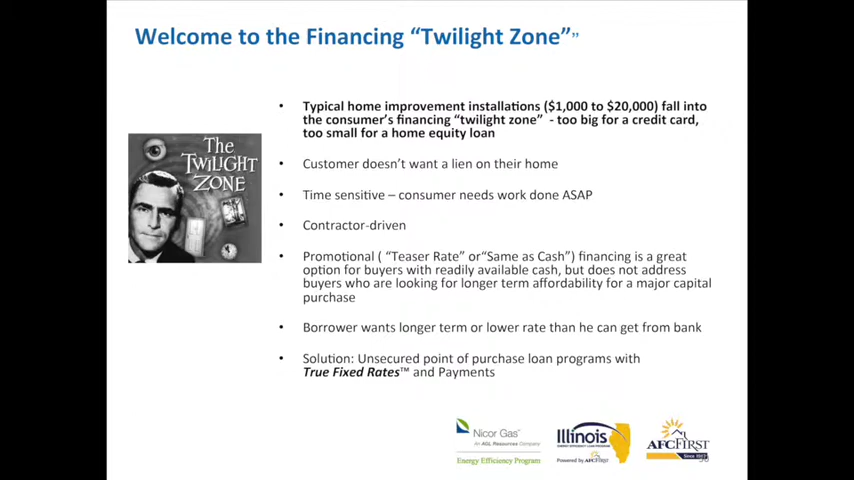 Welcome to the Financing “Twilight Zone””
The
TWILIGHT
ZONE
• Typical home improvement installations ($1,000 to $20,000) fall into
the consumer’s financing “twilight zone” - too big for a credit card,
too small for a home equity loan
• Customer doesn’t want a lien on their home
• Time sensitive – consumer needs work done ASAP
• Contractor-driven
• Promotional ( “Teaser Rate” or“Same as Cash”) financing is a great
option for buyers with readily available cash, but does not address
buyers who are looking for longer term affordability for a major capital
purchase
• Borrower wants longer term or lower rate than he can get from bank
• Solution: Unsecured point of purchase loan programs with
True Fixed Rates™ and Payments
Nicor Gas
An AGL Resources Company
Energy Efficiency Program
Illinois
ENERGY EFFICIENCY LOAN PROGRAM
Powered by AFCFIRST
AFCFIRST
Since 1947